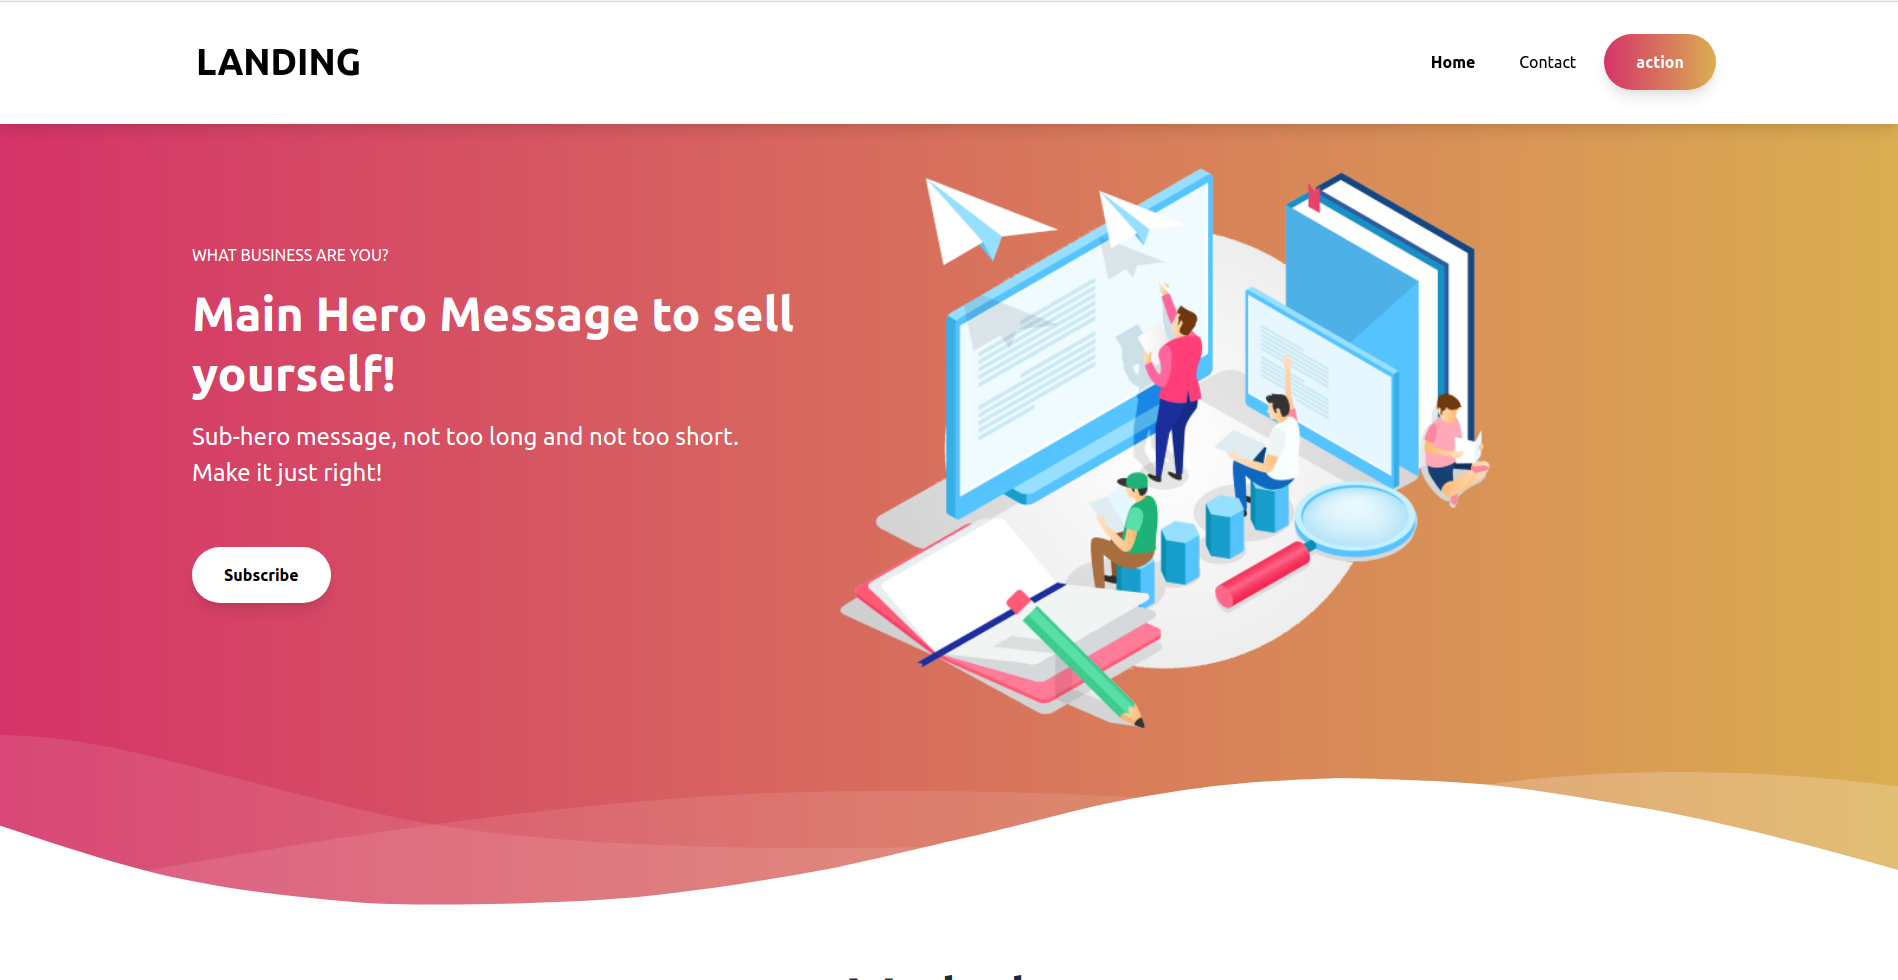 LANDING
Home
Contact
action
WHAT BUSINESS ARE YOU?
Main Hero Message to sell
yourself!
Sub-hero message, not too long and not too short.
Make it just right!
Subscribe